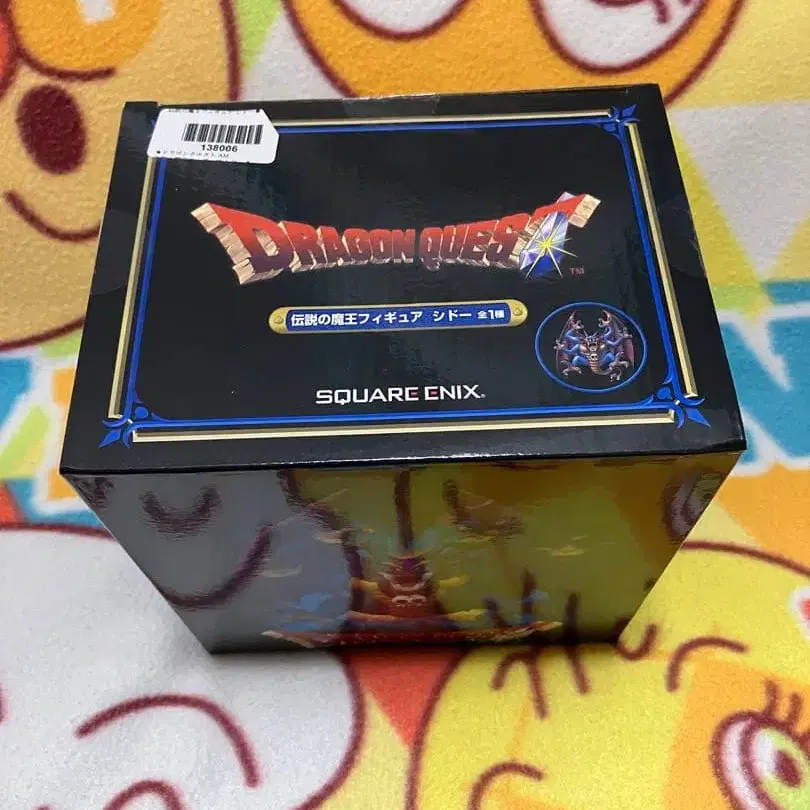 138006
DRAGON QUEST
TM
伝説の魔王フィギュア シドー 全1種
SQUARE ENIX®